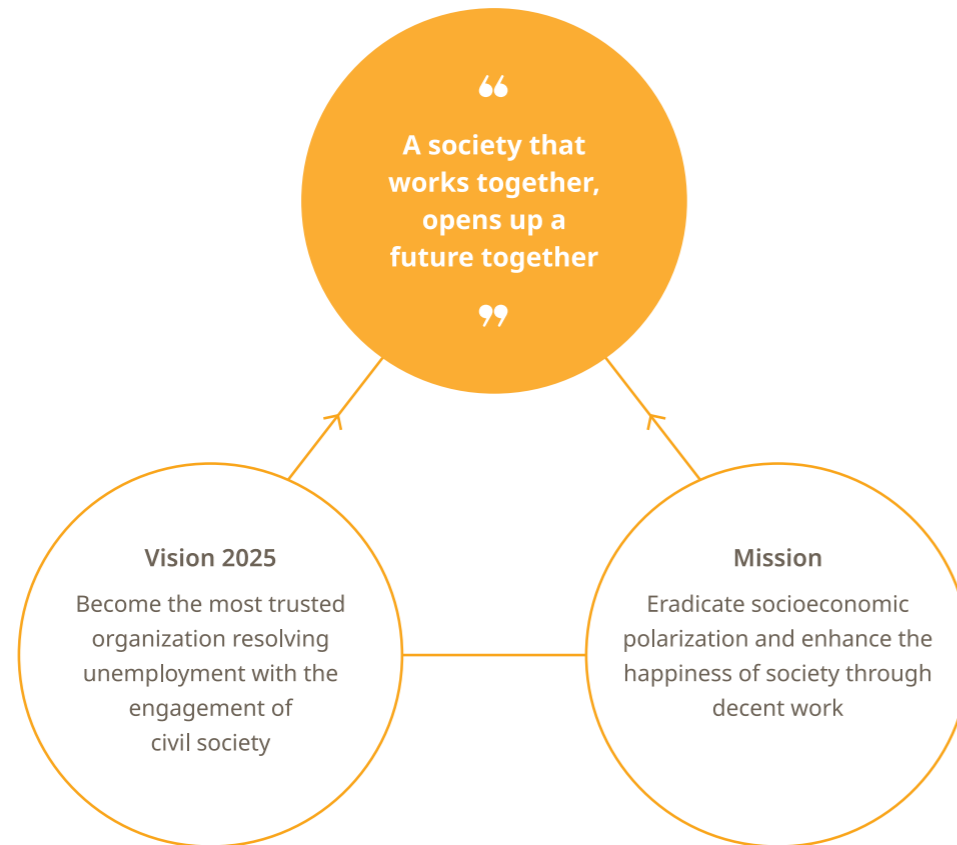 “
A society that
works together,
opens up a
future together
”
Vision 2025
Become the most trusted
organization resolving
unemployment with the
engagement of
civil society
Mission
Eradicate socioeconomic
polarization and enhance the
happiness of society through
decent work